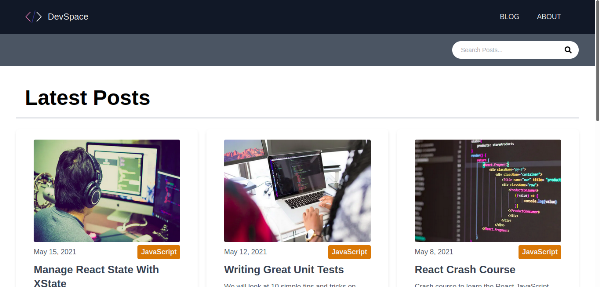 DevSpace
BLOG ABOUT
Search Posts...
Latest Posts
May 15, 2021 JavaScript
Manage React State With
XState
May 12, 2021 JavaScript
Writing Great Unit Tests
We will look at 10 simple tips and tricks on
May 8, 2021 JavaScript
React Crash Course
Crash course to learn the React JavaScript